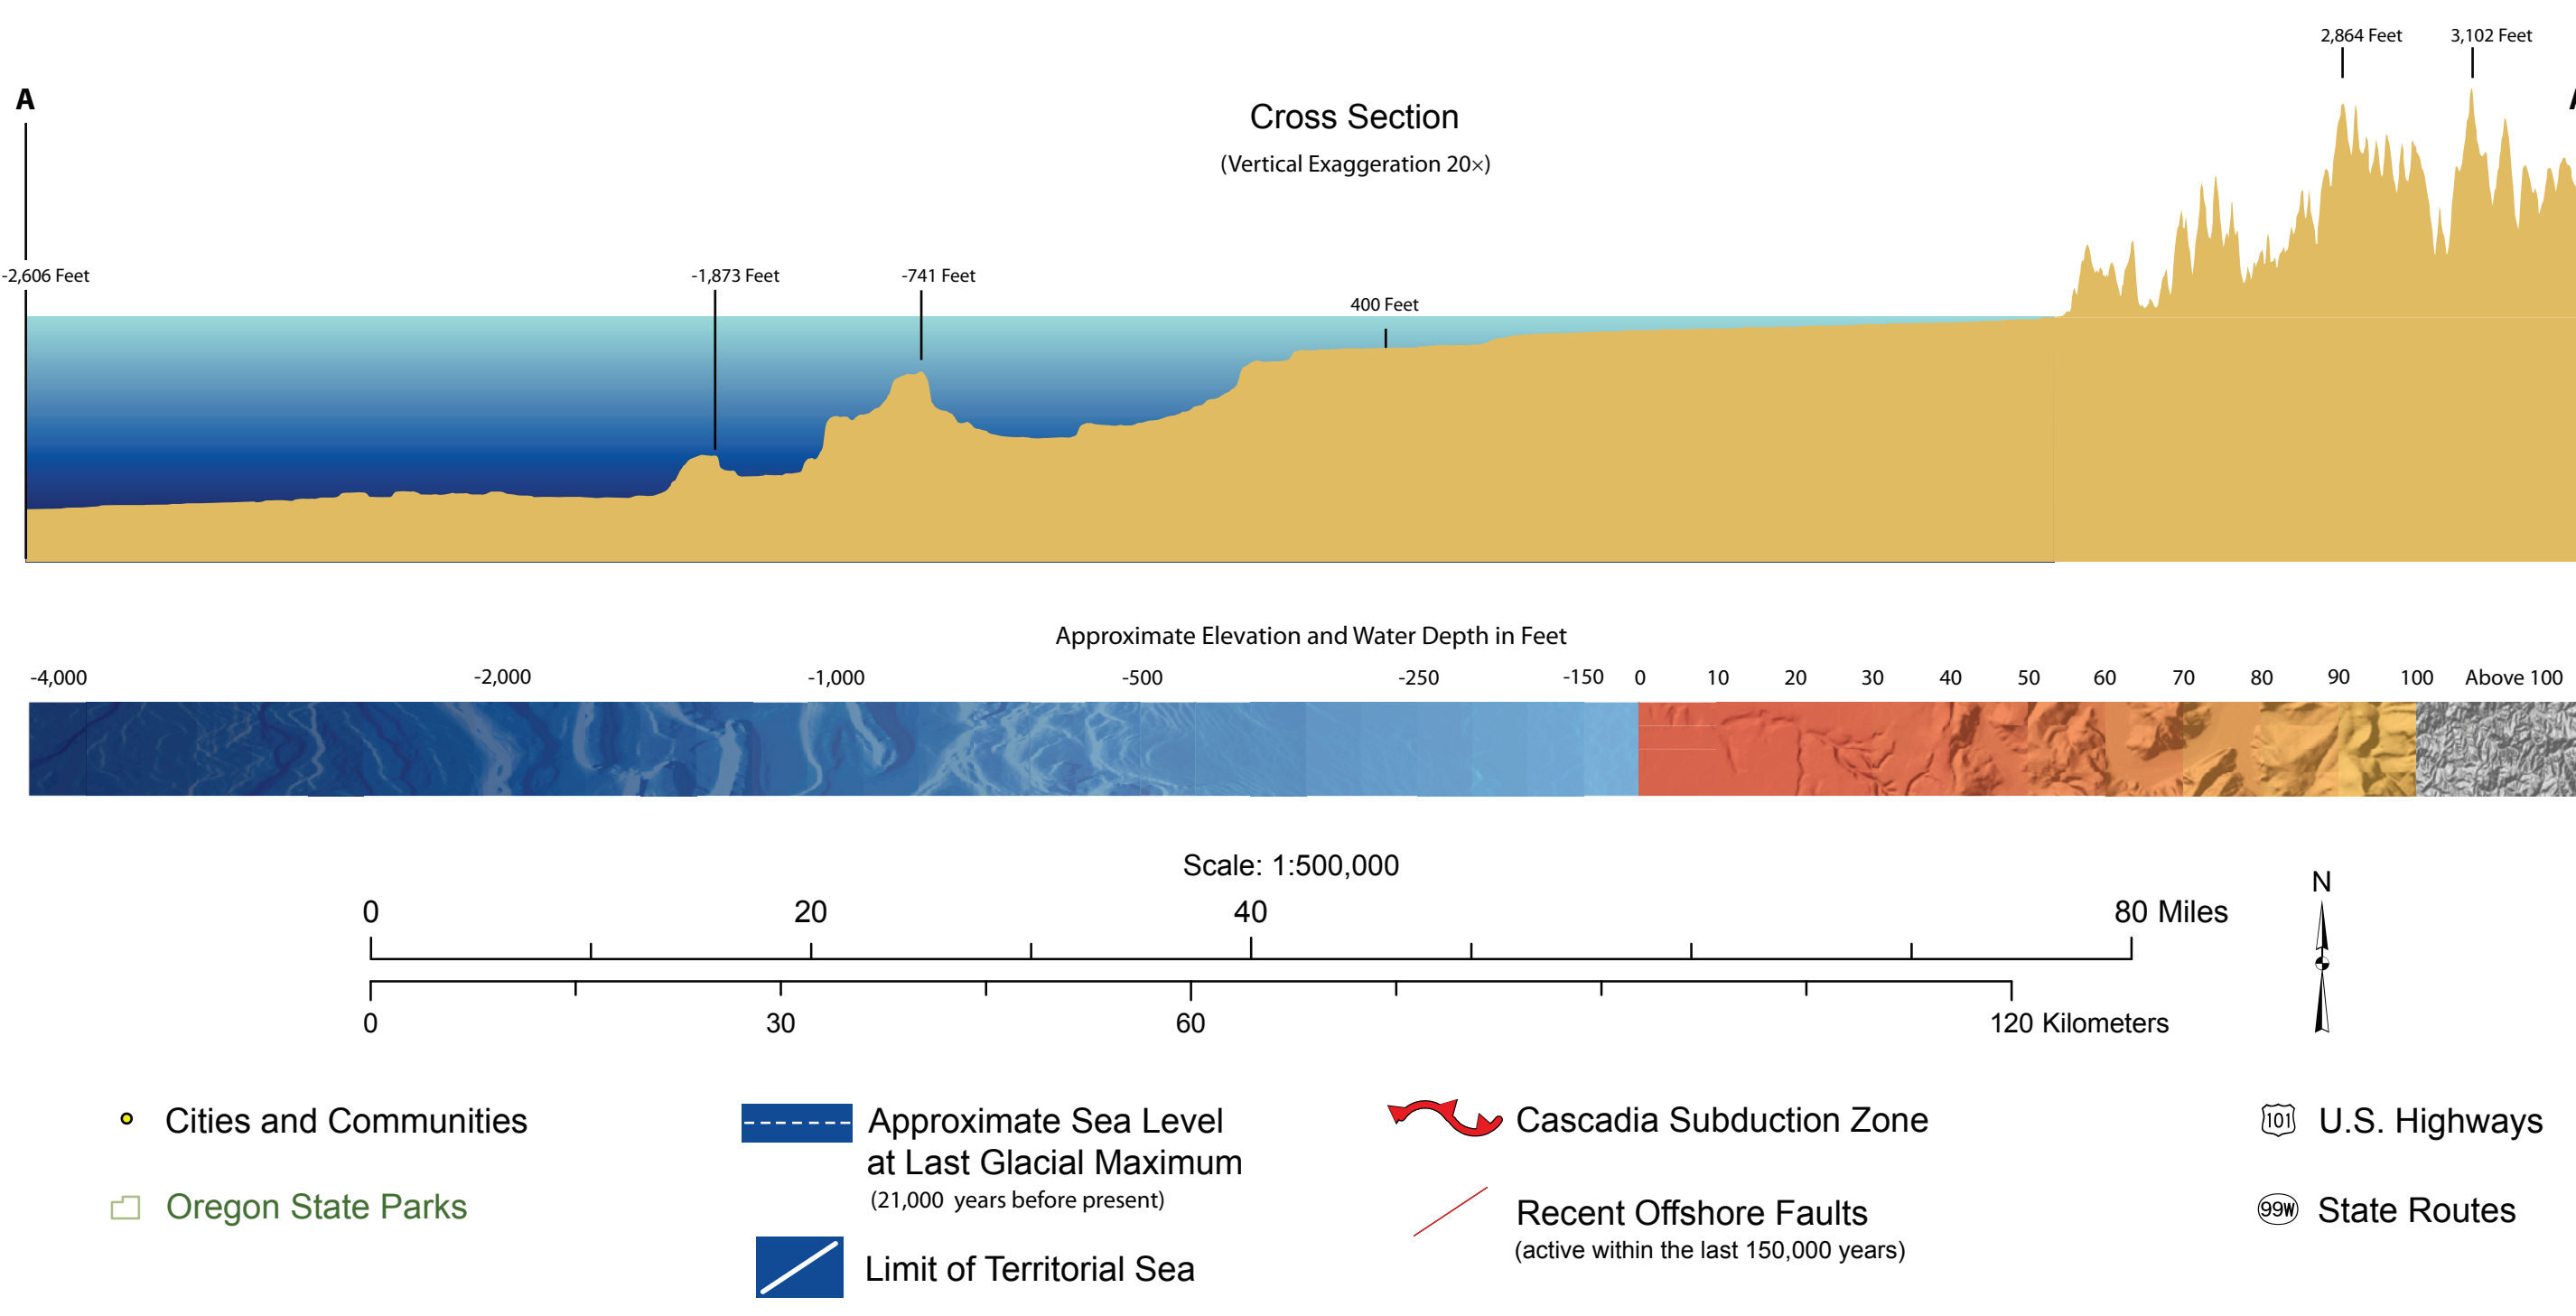 2,864 Feet
3,102 Feet
A
Cross Section
(Vertical Exaggeration 20×)
-2,606 Feet
-1,873 Feet
-741 Feet
400 Feet
Approximate Elevation and Water Depth in Feet
-4,000 -2,000 -1,000 -500 -250 -150 0 10 20 30 40 50 60 70 80 90 100 Above 100
Scale: 1:500,000
N
0 20 40 80 Miles
0 30 60 120 Kilometers
Cities and Communities
Oregon State Parks
Approximate Sea Level
at Last Glacial Maximum
(21,000 years before present)
Limit of Territorial Sea
Cascadia Subduction Zone
Recent Offshore Faults
(active within the last 150,000 years)
101
U.S. Highways
99W
State Routes